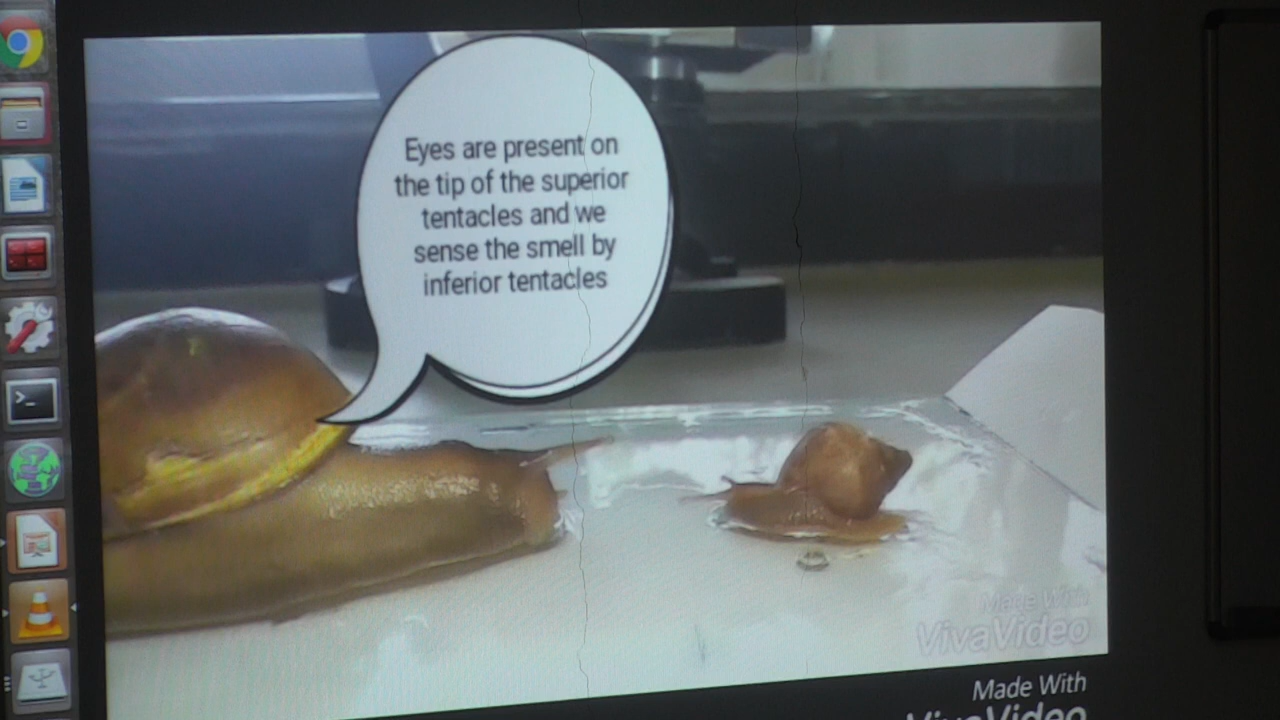 Eyes are present on
the tip of the superior
tentacles and we
sense the smell by
inferior tentacles
Made With
VivaVideo
Made With
VivaVideo